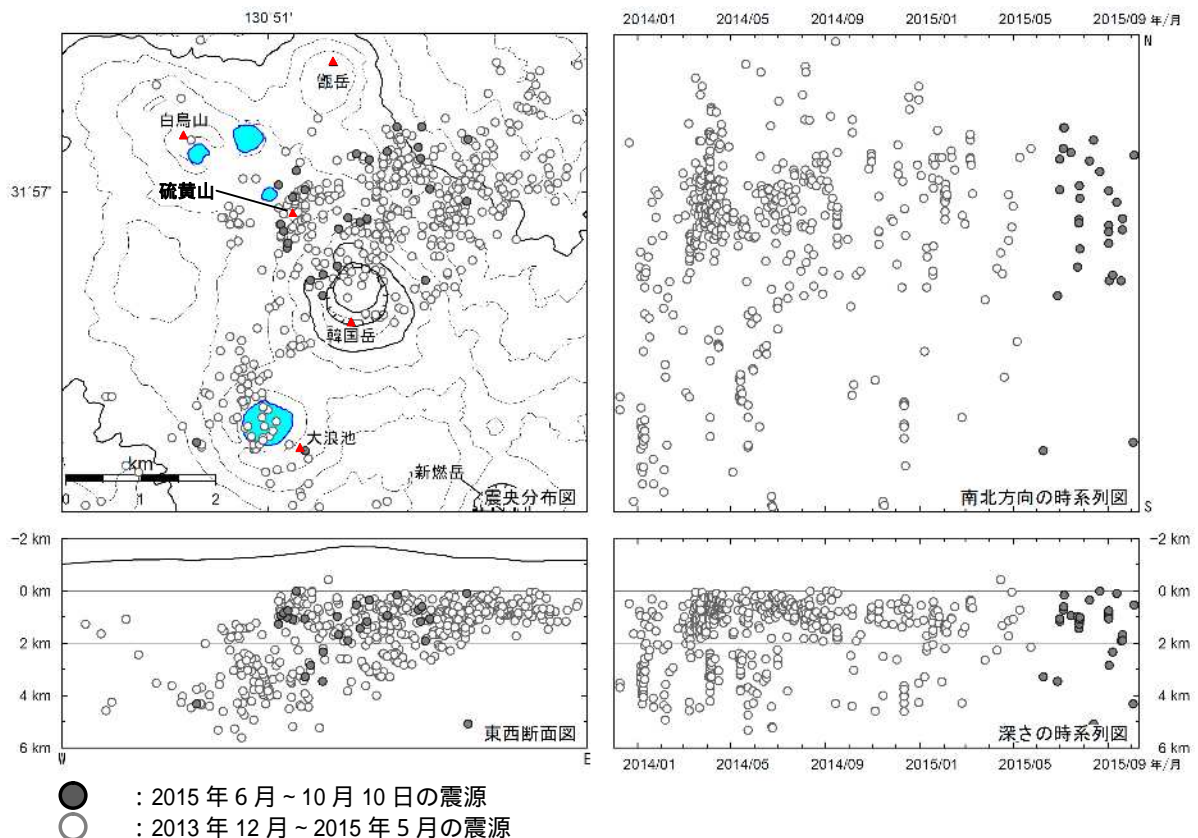 130 51′
2014/01 2014/05 2014/09 2015/01 2015/05 2015/09 年/月
甑岳
白鳥山
31 57′
硫黄山
韓国岳
大浪池
新燃岳
km
0 1 2
震央分布図
N
S
南北方向の時系列図
-2 km
0 km
2 km
4 km
6 km
W
E
東西断面図
-2 km
0 km
2 km
4 km
6 km
深さの時系列図
2014/01 2014/05 2014/09 2015/01 2015/05 2015/09 年/月
：2015 年 6 月 ~ 10 月 10 日の震源
：2013 年 12 月 ~ 2015 年 5 月の震源